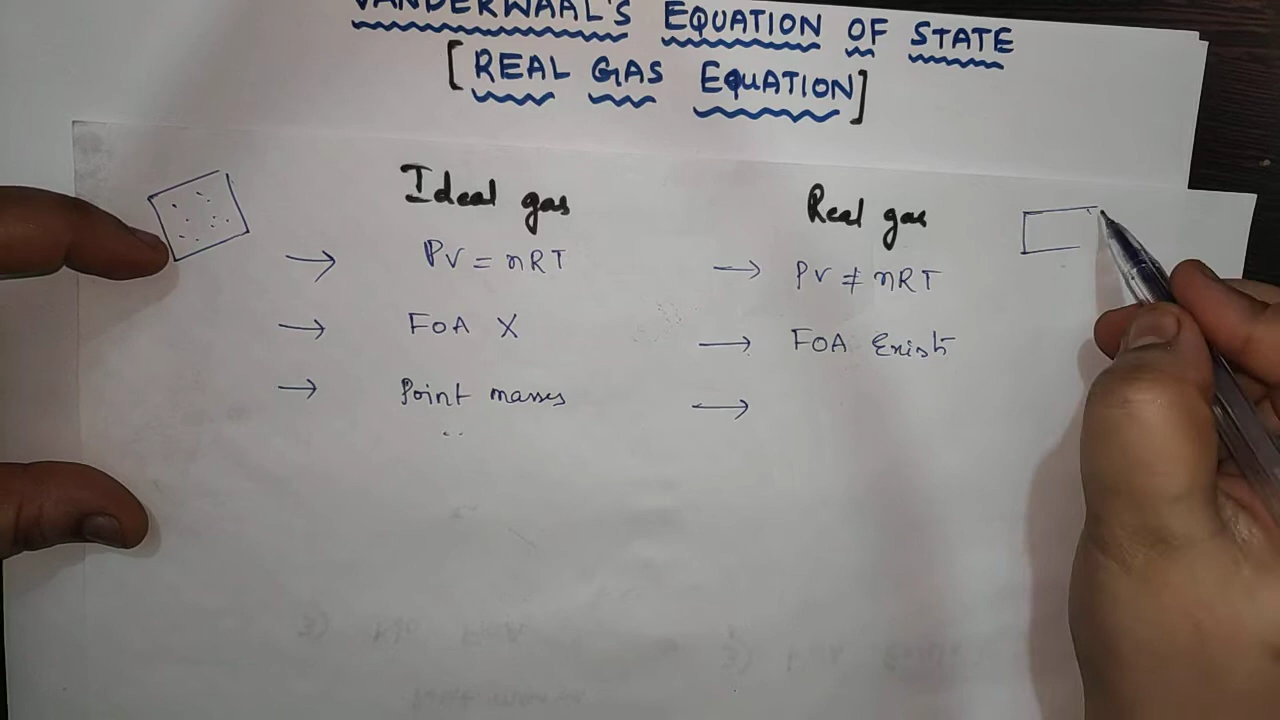 VANDERWAAL'S EQUATION OF STATE
[REAL GAS EQUATION]
Ideal gas
Real gas
→ PV = nRT
→ PV ≠ nRT
→ FOA X
→ FOA Exists
→ Point masses
→